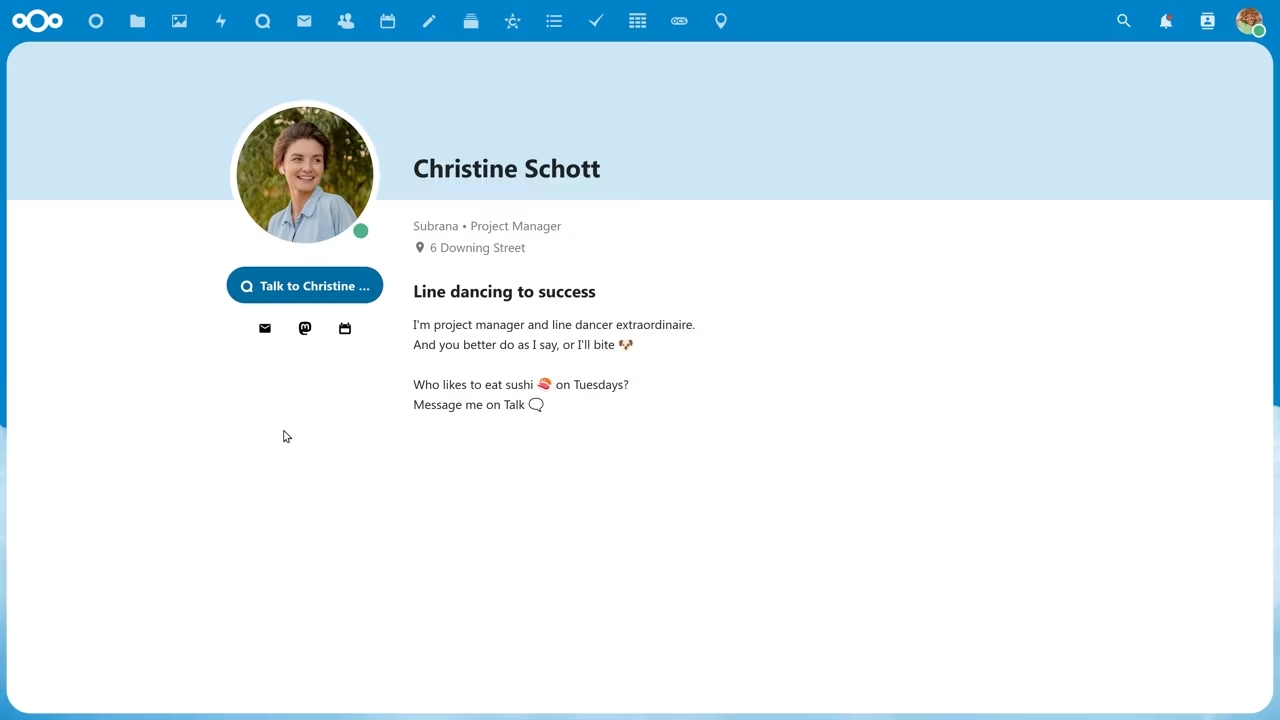 Christine Schott
Subrana • Project Manager
6 Downing Street
Talk to Christine ...
Line dancing to success
I'm project manager and line dancer extraordinaire.
And you better do as I say, or I'll bite 🐶
Who likes to eat sushi 🍣 on Tuesdays?
Message me on Talk 🗨